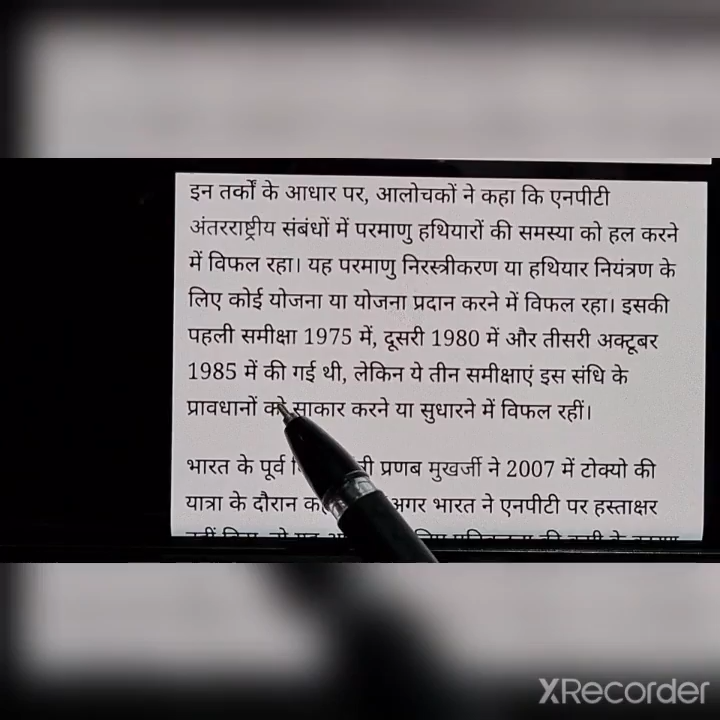 इन तर्कों के आधार पर, आलोचकों ने कहा कि एनपीटी
अंतरराष्ट्रीय संबंधों में परमाणु हथियारों की समस्या को हल करने
में विफल रहा। यह परमाणु निरस्त्रीकरण या हथियार नियंत्रण के
लिए कोई योजना या योजना प्रदान करने में विफल रहा। इसकी
पहली समीक्षा 1975 में, दूसरी 1980 में और तीसरी अक्टूबर
1985 में की गई थी, लेकिन ये तीन समीक्षाएं इस संधि के
प्रावधानों को साकार करने या सुधारने में विफल रहीं।
भारत के पूर्व प्रणब मुखर्जी ने 2007 में टोक्यो की
यात्रा के दौरान अगर भारत ने एनपीटी पर हस्ताक्षर
XRecorder